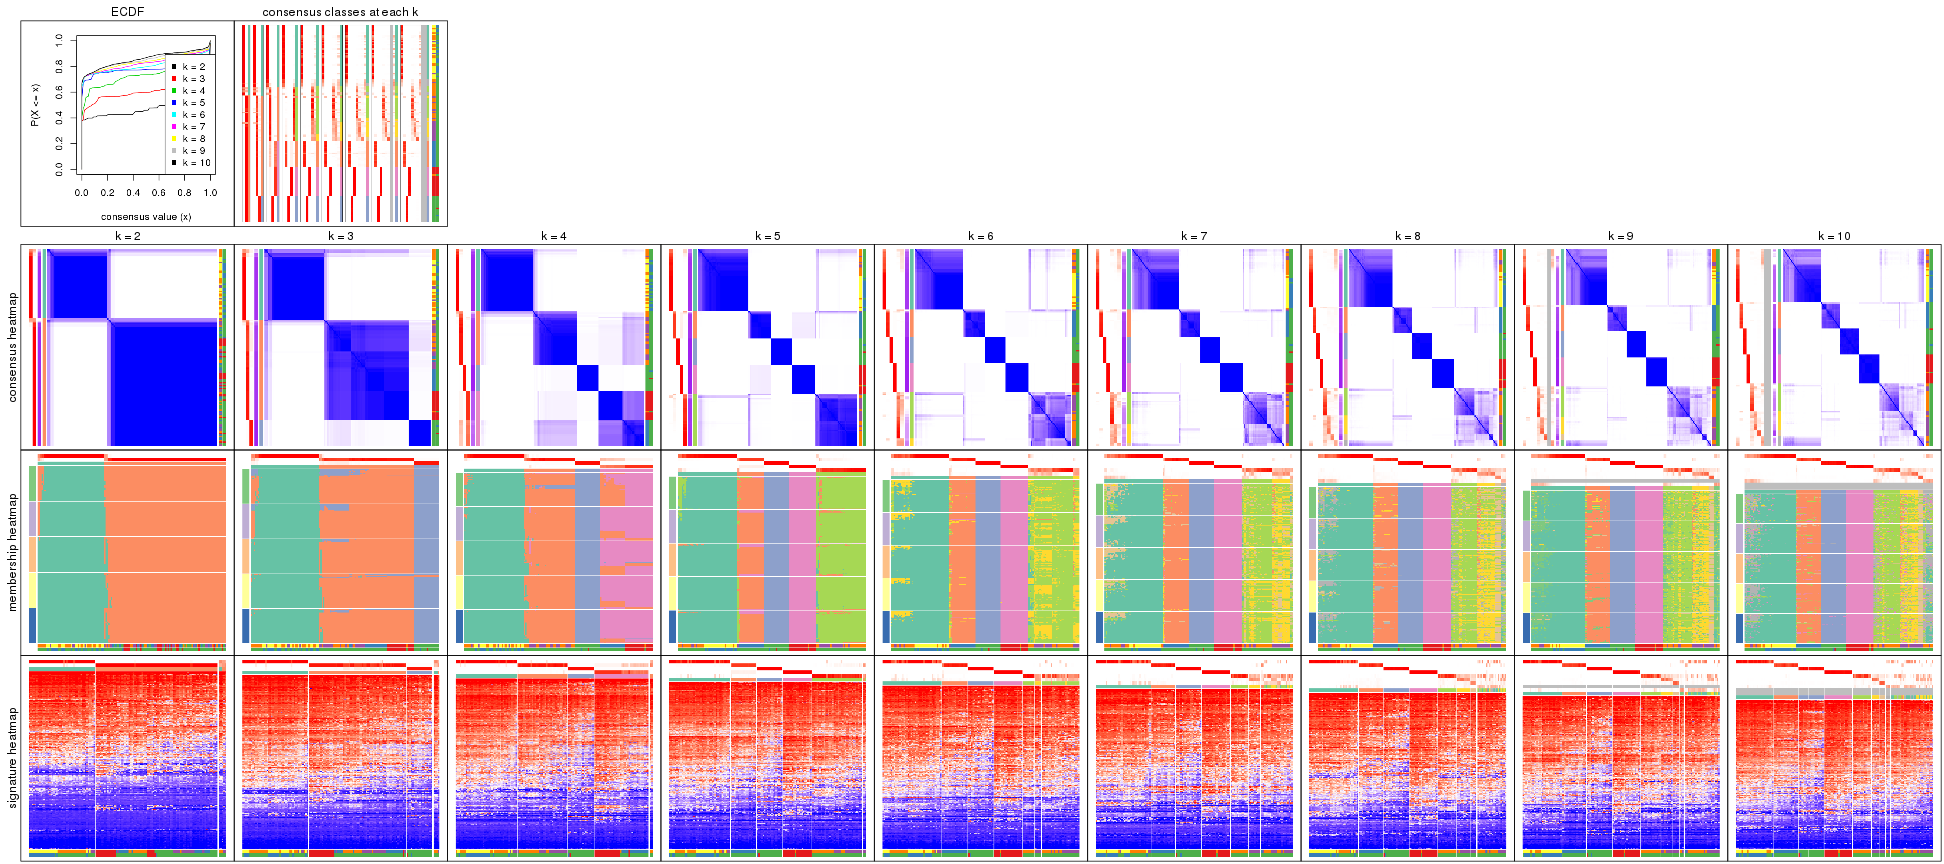 ECDF
consensus classes at each k
P(X <= x)
0.0 0.2 0.4 0.6 0.8 1.0
k = 2
k = 3
k = 4
k = 5
k = 6
k = 7
k = 8
k = 9
k = 10
0.0 0.2 0.4 0.6 0.8 1.0
consensus value (x)
k = 2 k = 3 k = 4 k = 5 k = 6 k = 7 k = 8 k = 9 k = 10
consensus heatmap
membership heatmap
signature heatmap